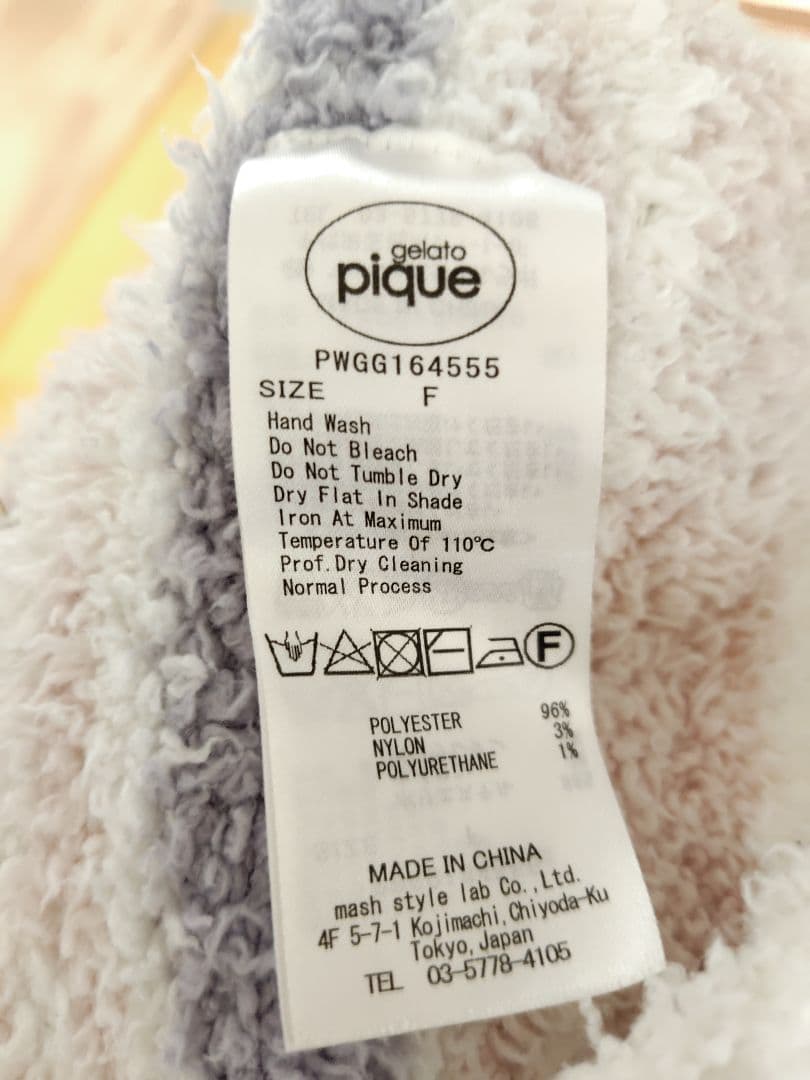 gelato
pique
PWGG164555
SIZE F
Hand Wash
Do Not Bleach
Do Not Tumble Dry
Dry Flat In Shade
Iron At Maximum
Temperature Of 110℃
Prof.Dry Cleaning
Normal Process
F
POLYESTER 96%
NYLON 3%
POLYURETHANE 1%
MADE IN CHINA
mash style lab Co.,Ltd.
4F 5-7-1 Kojimachi,Chiyoda-Ku
Tokyo,Japan
TEL 03-5778-4105